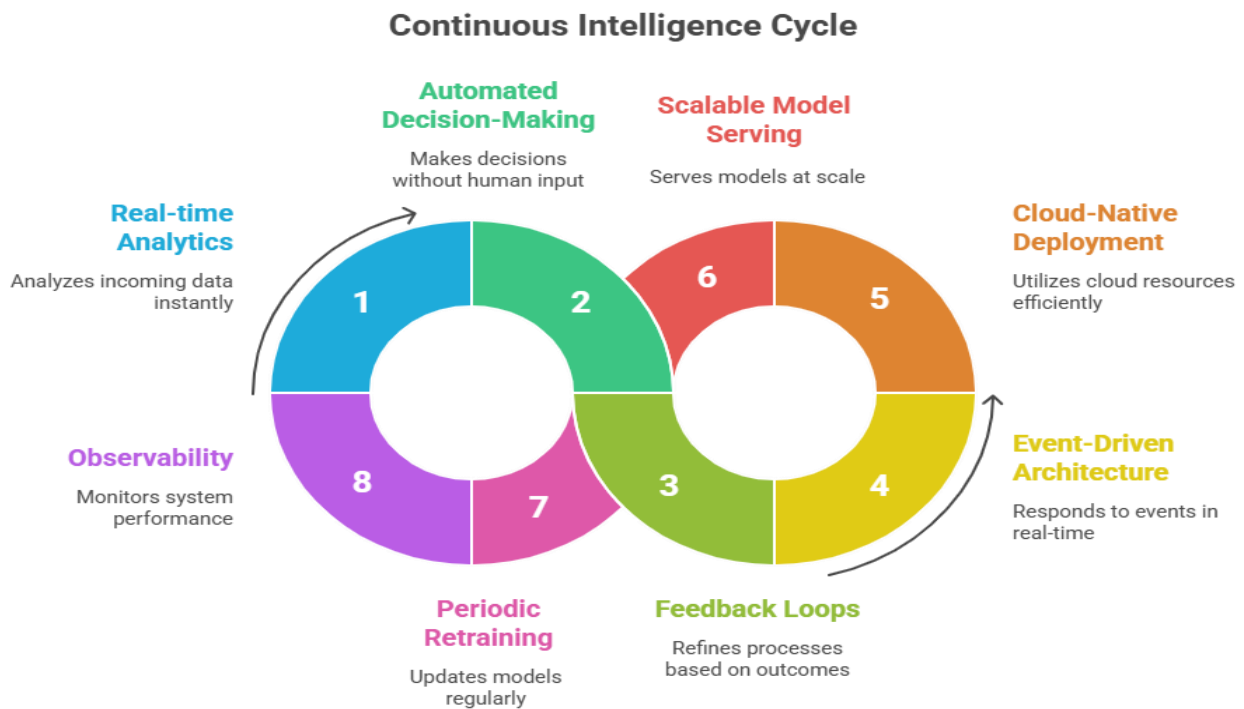 Continuous Intelligence Cycle
Automated
Decision-Making
Makes decisions
without human input
Scalable Model
Serving
Serves models at scale
Real-time
Analytics
Analyzes incoming data
instantly
Cloud-Native
Deployment
Utilizes cloud resources
efficiently
1
2
6
5
Observability
Monitors system
performance
8
7
3
4
Event-Driven
Architecture
Responds to events in
real-time
Periodic
Retraining
Updates models
regularly
Feedback Loops
Refines processes
based on outcomes